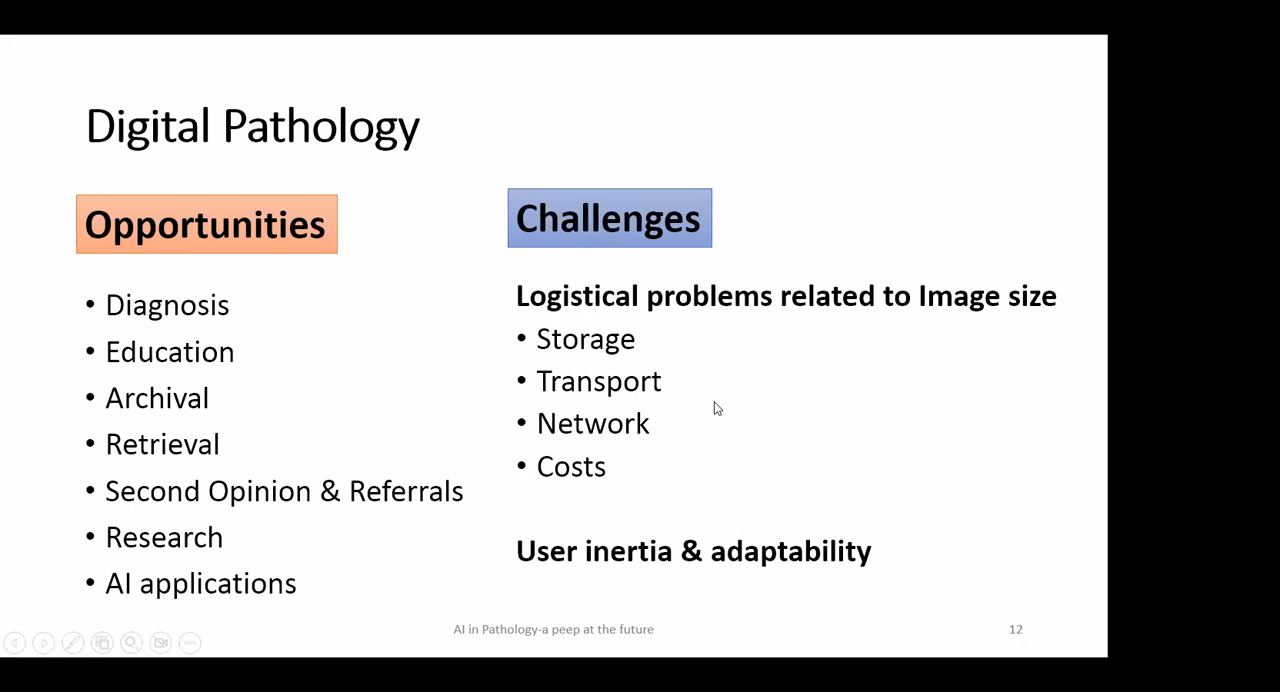 Digital Pathology
Opportunities
• Diagnosis
• Education
• Archival
• Retrieval
• Second Opinion & Referrals
• Research
• AI applications
Challenges
Logistical problems related to Image size
• Storage
• Transport
• Network
• Costs
User inertia & adaptability
AI in Pathology-a peep at the future
12